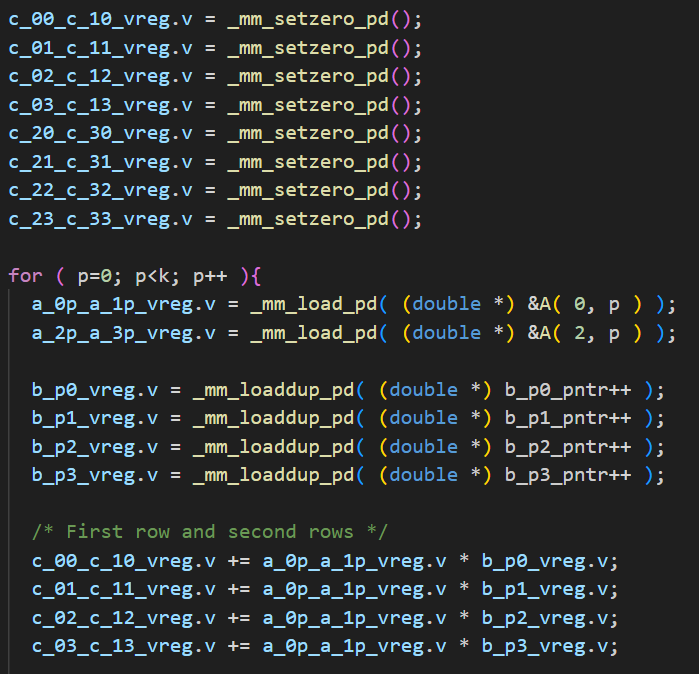 c_00_c_10_vreg.v = _mm_setzero_pd();
c_01_c_11_vreg.v = _mm_setzero_pd();
c_02_c_12_vreg.v = _mm_setzero_pd();
c_03_c_13_vreg.v = _mm_setzero_pd();
c_20_c_30_vreg.v = _mm_setzero_pd();
c_21_c_31_vreg.v = _mm_setzero_pd();
c_22_c_32_vreg.v = _mm_setzero_pd();
c_23_c_33_vreg.v = _mm_setzero_pd();

for ( p=0; p<k; p++ ){
  a_0p_a_1p_vreg.v = _mm_load_pd( (double *) &A( 0, p ) );
  a_2p_a_3p_vreg.v = _mm_load_pd( (double *) &A( 2, p ) );

  b_p0_vreg.v = _mm_loaddup_pd( (double *) b_p0_pntr++ );
  b_p1_vreg.v = _mm_loaddup_pd( (double *) b_p1_pntr++ );
  b_p2_vreg.v = _mm_loaddup_pd( (double *) b_p2_pntr++ );
  b_p3_vreg.v = _mm_loaddup_pd( (double *) b_p3_pntr++ );

  /* First row and second rows */
  c_00_c_10_vreg.v += a_0p_a_1p_vreg.v * b_p0_vreg.v;
  c_01_c_11_vreg.v += a_0p_a_1p_vreg.v * b_p1_vreg.v;
  c_02_c_12_vreg.v += a_0p_a_1p_vreg.v * b_p2_vreg.v;
  c_03_c_13_vreg.v += a_0p_a_1p_vreg.v * b_p3_vreg.v;